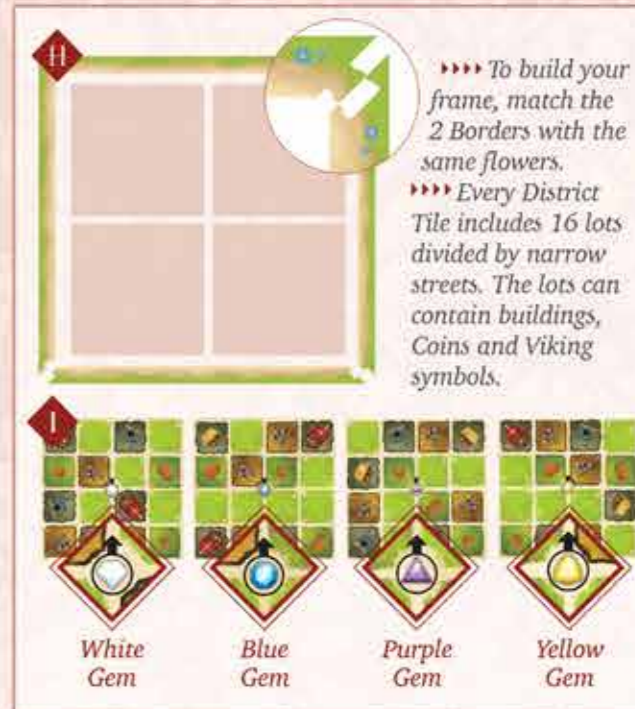 H
▸▸▸▸ To build your
frame, match the
2 Borders with the
same flowers.
▸▸▸▸ Every District
Tile includes 16 lots
divided by narrow
streets. The lots can
contain buildings,
Coins and Viking
symbols.
I
White
Gem
Blue
Gem
Purple
Gem
Yellow
Gem